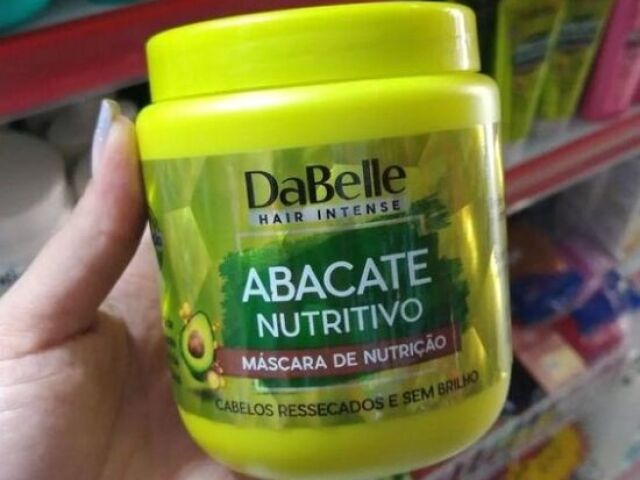 DaBelle
HAIR INTENSE
ABACATE
NUTRITIVO
MÁSCARA DE NUTRIÇÃO
CABELOS RESSECADOS E SEM BRILHO